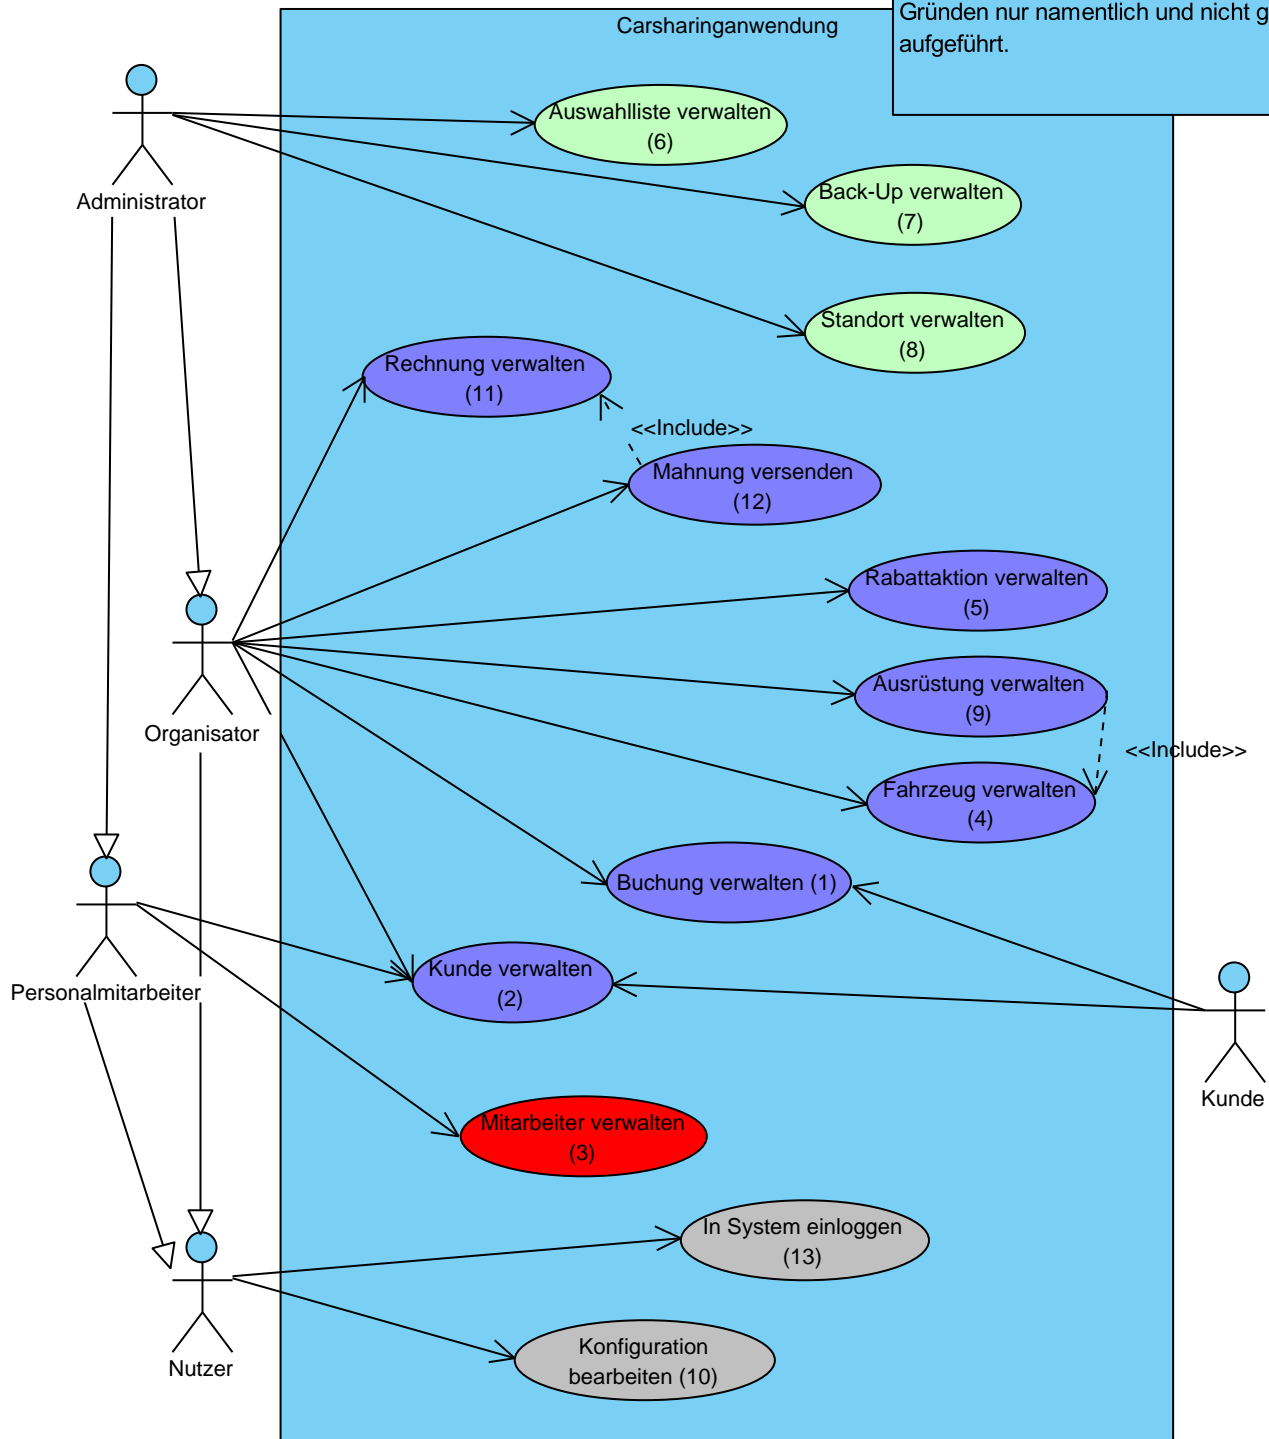 Gründen nur namentlich und nicht g
aufgeführt.
Carsharinganwendung
Auswahlliste verwalten
(6)
Administrator
Back-Up verwalten
(7)
Standort verwalten
(8)
Rechnung verwalten
(11)
<<Include>>
Mahnung versenden
(12)
Rabattaktion verwalten
(5)
Ausrüstung verwalten
(9)
Organisator
<<Include>>
Fahrzeug verwalten
(4)
Buchung verwalten (1)
Kunde verwalten
(2)
Personalmitarbeiter
Kunde
Mitarbeiter verwalten
(3)
In System einloggen
(13)
Nutzer
Konfiguration
bearbeiten (10)